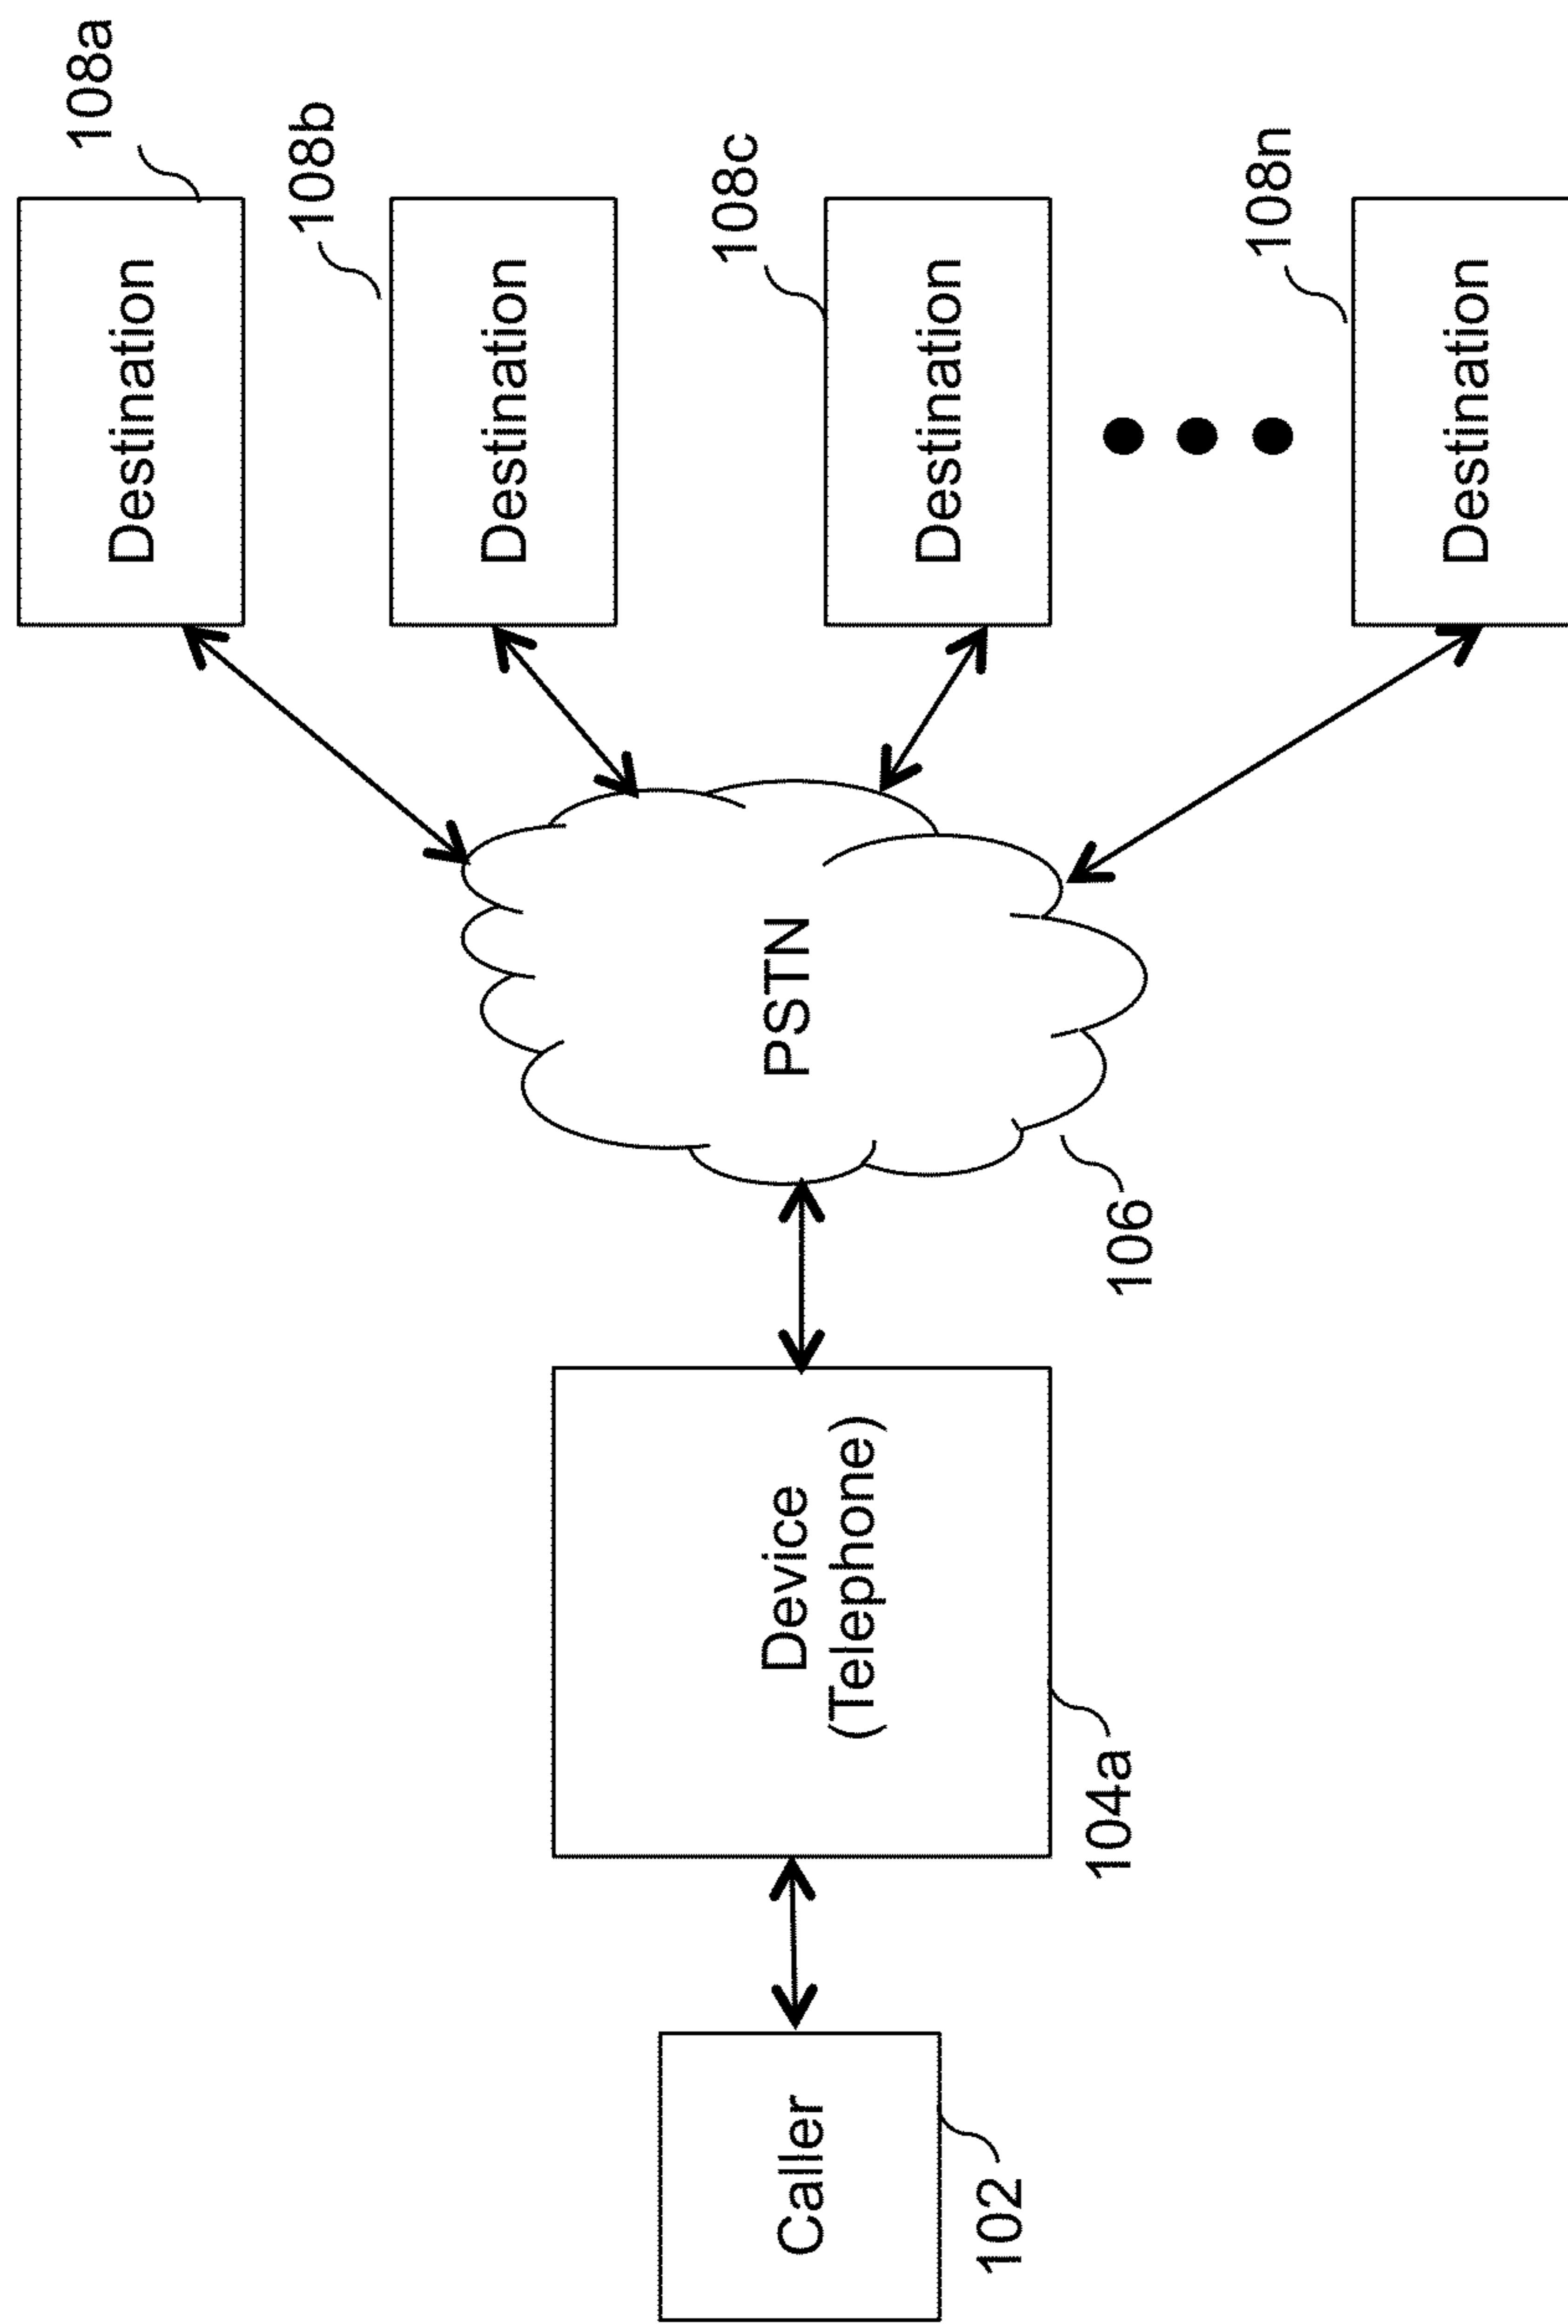 Caller
102
Device
(Telephone)
104a
PSTN
106
Destination
108a
Destination
108b
Destination
108c
Destination
108n